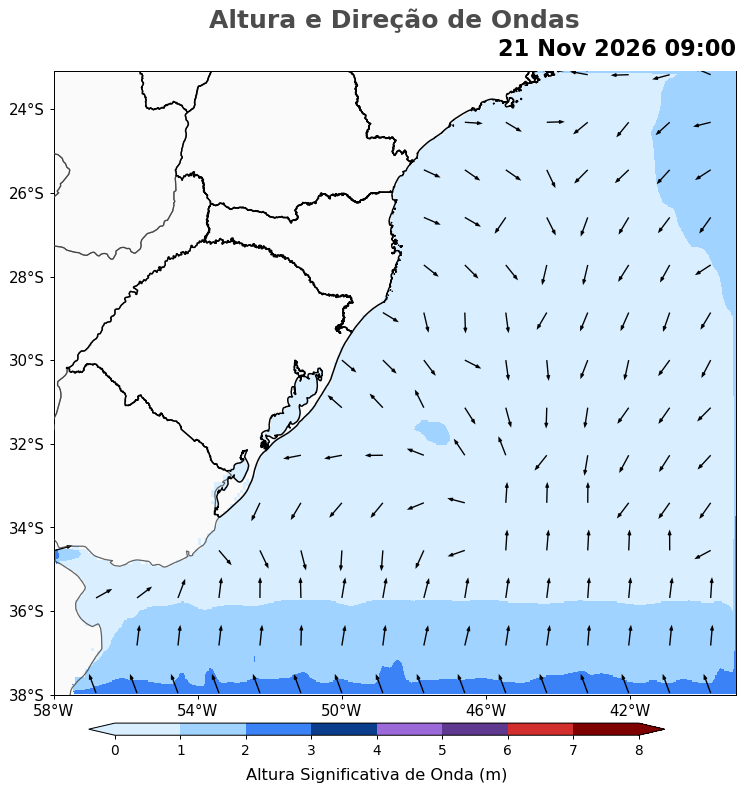 Altura e Direção de Ondas
21 Nov 2026 09:00
24°S
26°S
28°S
30°S
32°S
34°S
36°S
38°S
58°W 54°W 50°W 46°W 42°W
0 1 2 3 4 5 6 7 8
Altura Significativa de Onda (m)